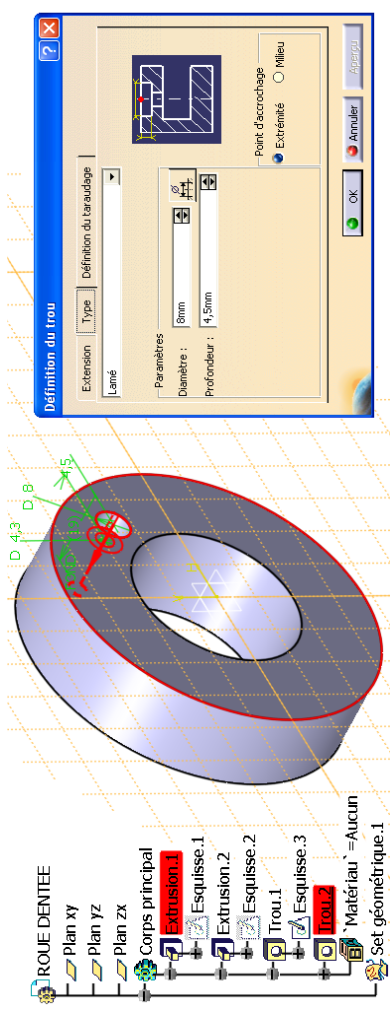 ROUE DENTEE
Plan xy
Plan yz
Plan zx
Corps principal
Extrusion.1
Esquisse.1
Extrusion.2
Esquisse.2
Trou.1
Esquisse.3
Trou.2
`Matériau`=Aucun
Set géométrique.1
D 4,3
D 8
4,5
Définition du trou
Extension
Type
Définition du taraudage
Lamé
Paramètres
Diamètre :
8mm
Profondeur :
4,5mm
Point d'accrochage
Extrémité
Milieu
OK
Annuler
Aperçu